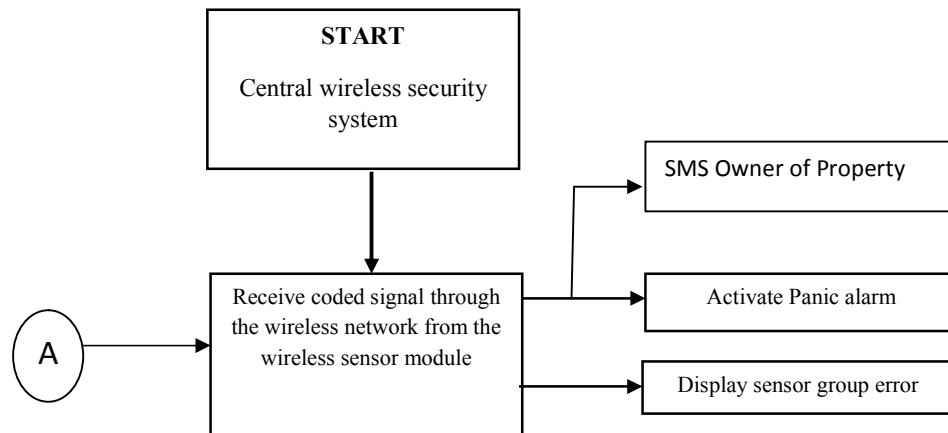 START
Central wireless security
system
SMS Owner of Property
Receive coded signal through
the wireless network from the
wireless sensor module
Activate Panic alarm
A
Display sensor group error